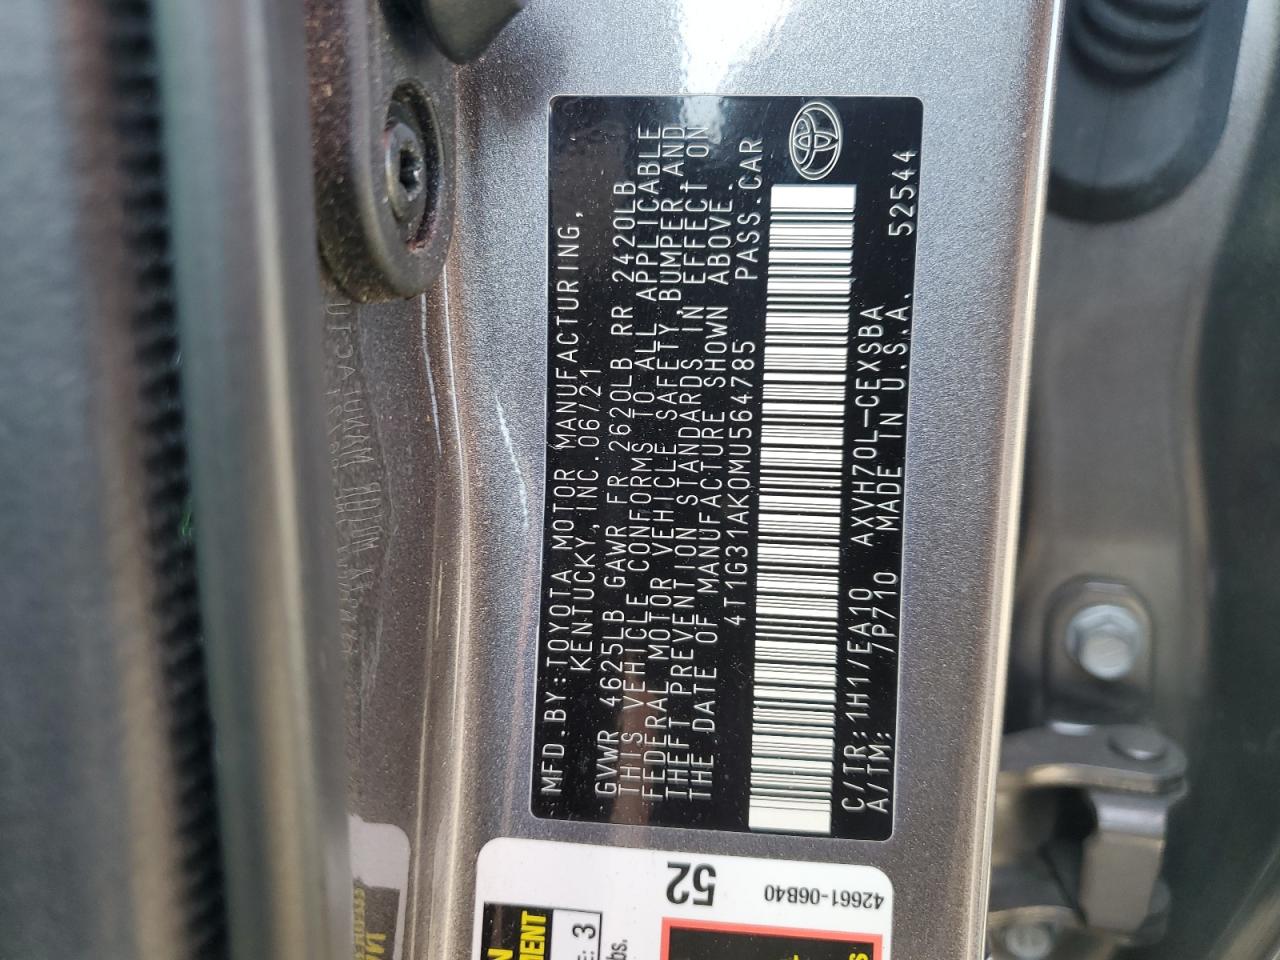 MFD.BY:TOYOTA MOTOR MANUFACTURING,
KENTUCKY, INC.06/21
GVWR 4625LB GAWR FR 2620LB RR 2420LB
THIS VEHICLE CONFORMS TO ALL APPLICABLE
FEDERAL MOTOR VEHICLE SAFETY,BUMPER,AND
THEFT PREVENTION STANDARDS IN EFFECT ON
THE DATE OF MANUFACTURE SHOWN ABOVE.
4T1G31AK0MU564785 PASS.CAR
C/TR:1H1/EA10 AXVH70L-CEXSBA
A/TM: /P710 MADE IN U.S.A. 52544
52
42661-06B40
3
bs.